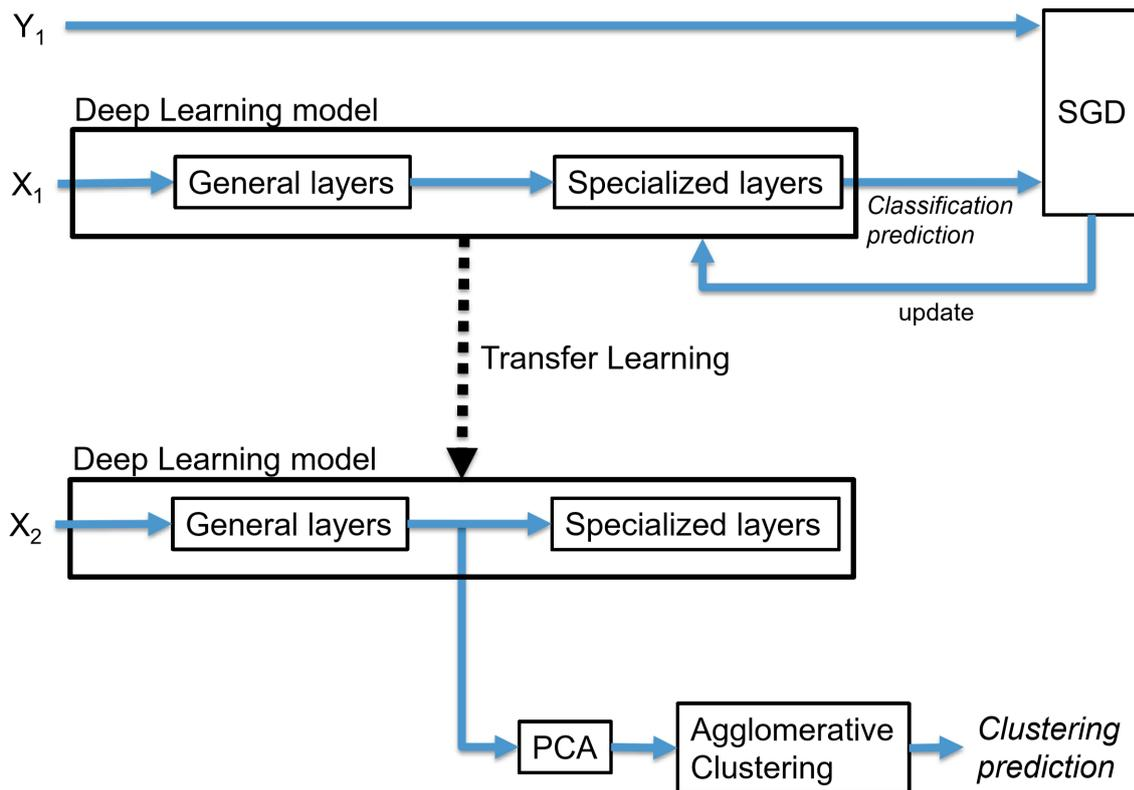 Y₁
Deep Learning model
SGD
X₁
General layers
Specialized layers
Classification
prediction
update
Transfer Learning
Deep Learning model
X₂
General layers
Specialized layers
PCA
Agglomerative
Clustering
Clustering
prediction